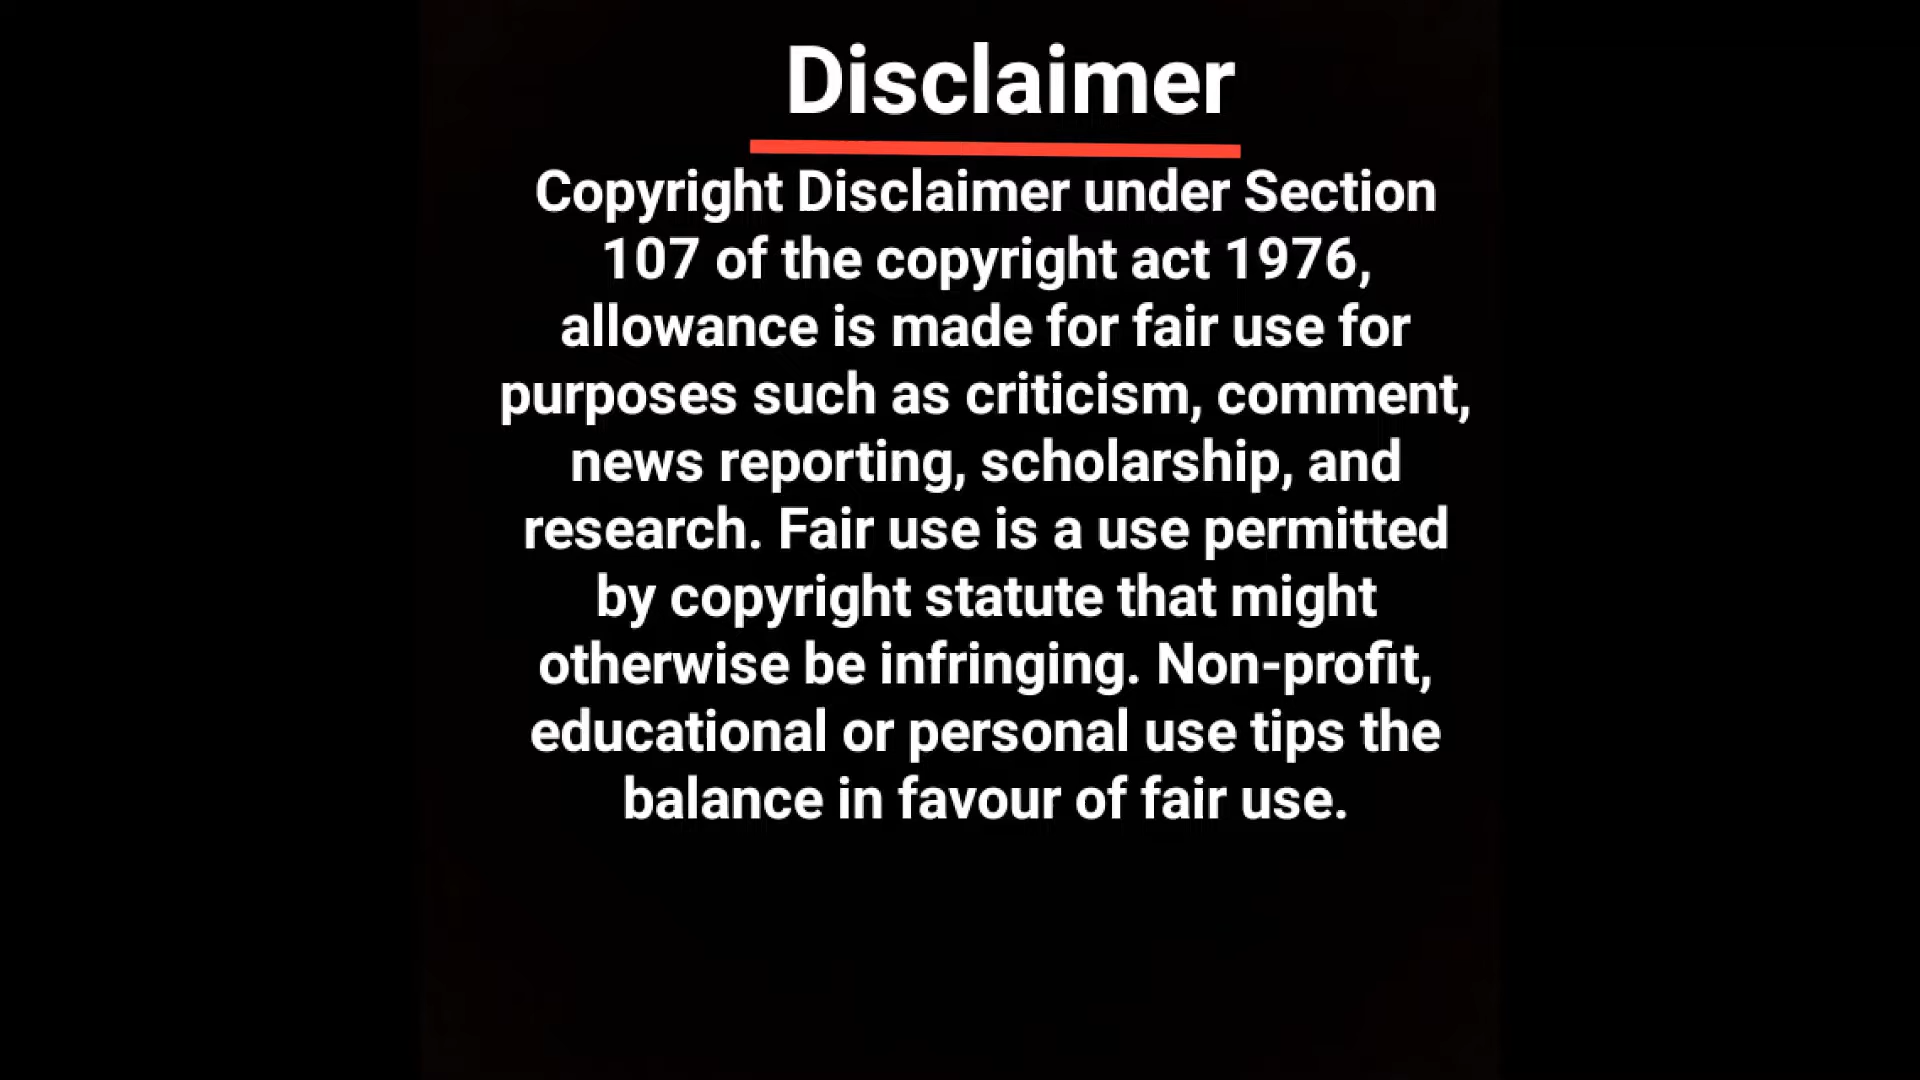 Disclaimer
Copyright Disclaimer under Section
107 of the copyright act 1976,
allowance is made for fair use for
purposes such as criticism, comment,
news reporting, scholarship, and
research. Fair use is a use permitted
by copyright statute that might
otherwise be infringing. Non-profit,
educational or personal use tips the
balance in favour of fair use.